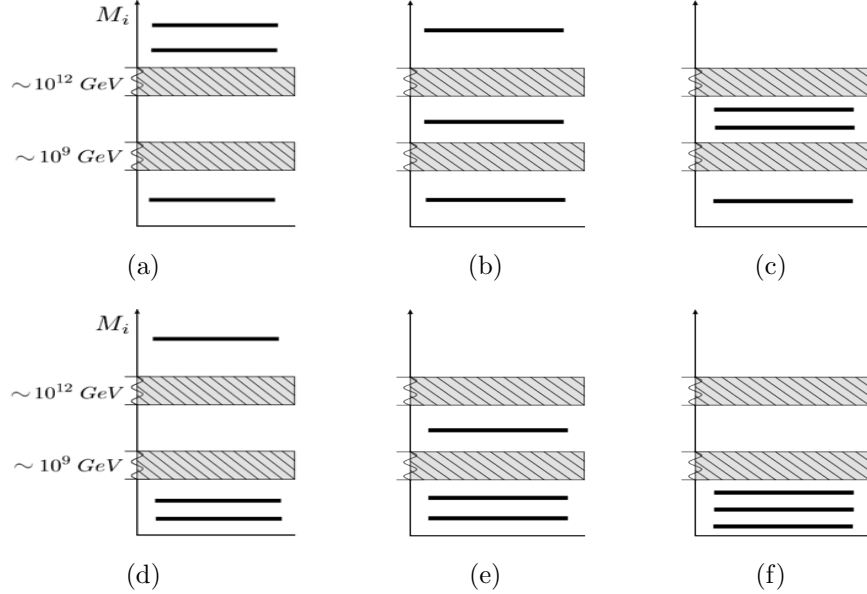 M_i
∼10^{12} GeV
∼10^9 GeV
(a)
(b)
(c)
M_i
∼10^{12} GeV
∼10^9 GeV
(d)
(e)
(f)